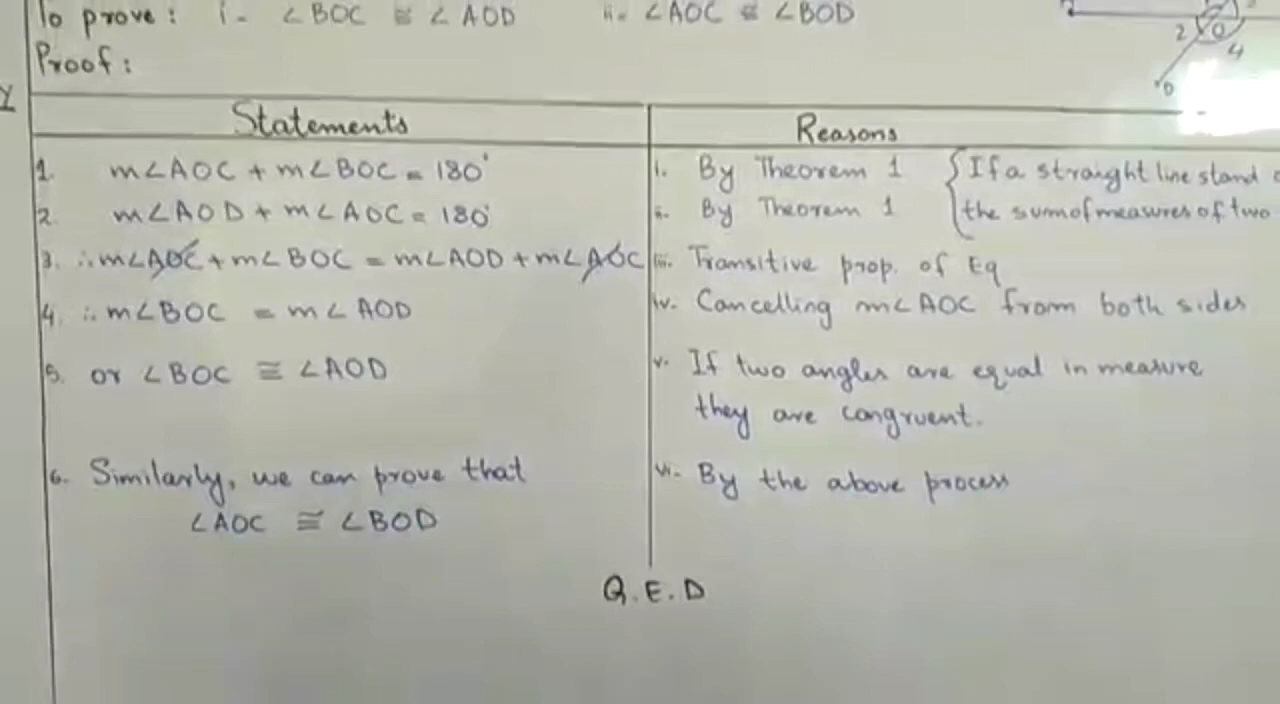 To prove: i- ∠BOC ≅ ∠AOD ii- ∠AOC ≅ ∠BOD
Proof:
2 O 4
D
Statements Reasons
1. m∠AOC + m∠BOC = 180° i. By Theorem 1 {If a straight line stand
2. m∠AOD + m∠AOC = 180° ii. By Theorem 1 the sum of measures of two
3. ∴ m∠AOC + m∠BOC = m∠AOD + m∠AOC iii. Transitive prop. of Eq
4. ∴ m∠BOC = m∠AOD iv. Cancelling m∠AOC from both sides
5. or ∠BOC ≅ ∠AOD v. If two angles are equal in measure
they are congruent.
6. Similarly, we can prove that vi- By the above process
∠AOC ≅ ∠BOD
Q.E.D